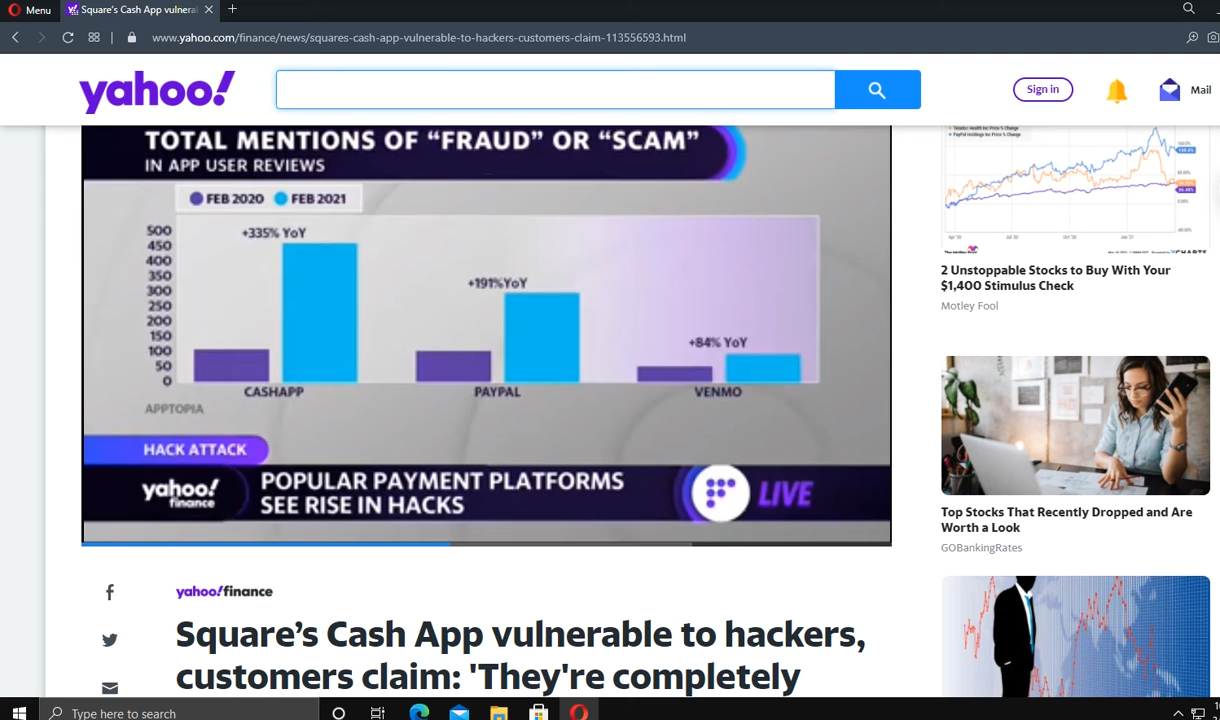 Menu
Square's Cash App vulnera
www.yahoo.com/finance/news/squares-cash-app-vulnerable-to-hackers-customers-claim-113556593.html
yahoo!
Sign in
Mail
TOTAL MENTIONS OF “FRAUD” OR “SCAM”
IN APP USER REVIEWS
FEB 2020 FEB 2021
500
450
400
350
300
250
200
150
100
50
0
+335% YoY
+191%YoY
+84% YoY
CASHAPP PAYPAL VENMO
APPTOPIA
HACK ATTACK
yahoo!
finance
POPULAR PAYMENT PLATFORMS
SEE RISE IN HACKS
LIVE
yahoo!finance
Square’s Cash App vulnerable to hackers,
customers claim: 'They're completely
2 Unstoppable Stocks to Buy With Your
$1,400 Stimulus Check
Motley Fool
Top Stocks That Recently Dropped and Are
Worth a Look
GOBankingRates
Type here to search